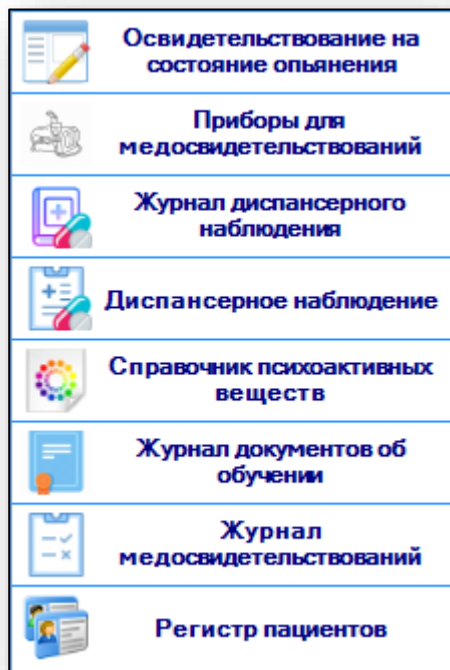 Освидетельствование на
состояние опьянения
Приборы для
медосвидетельствований
Журнал диспансерного
наблюдения
Диспансерное наблюдение
Справочник психоактивных
веществ
Журнал документов об
обучении
Журнал
медосвидетельствований
Регистр пациентов